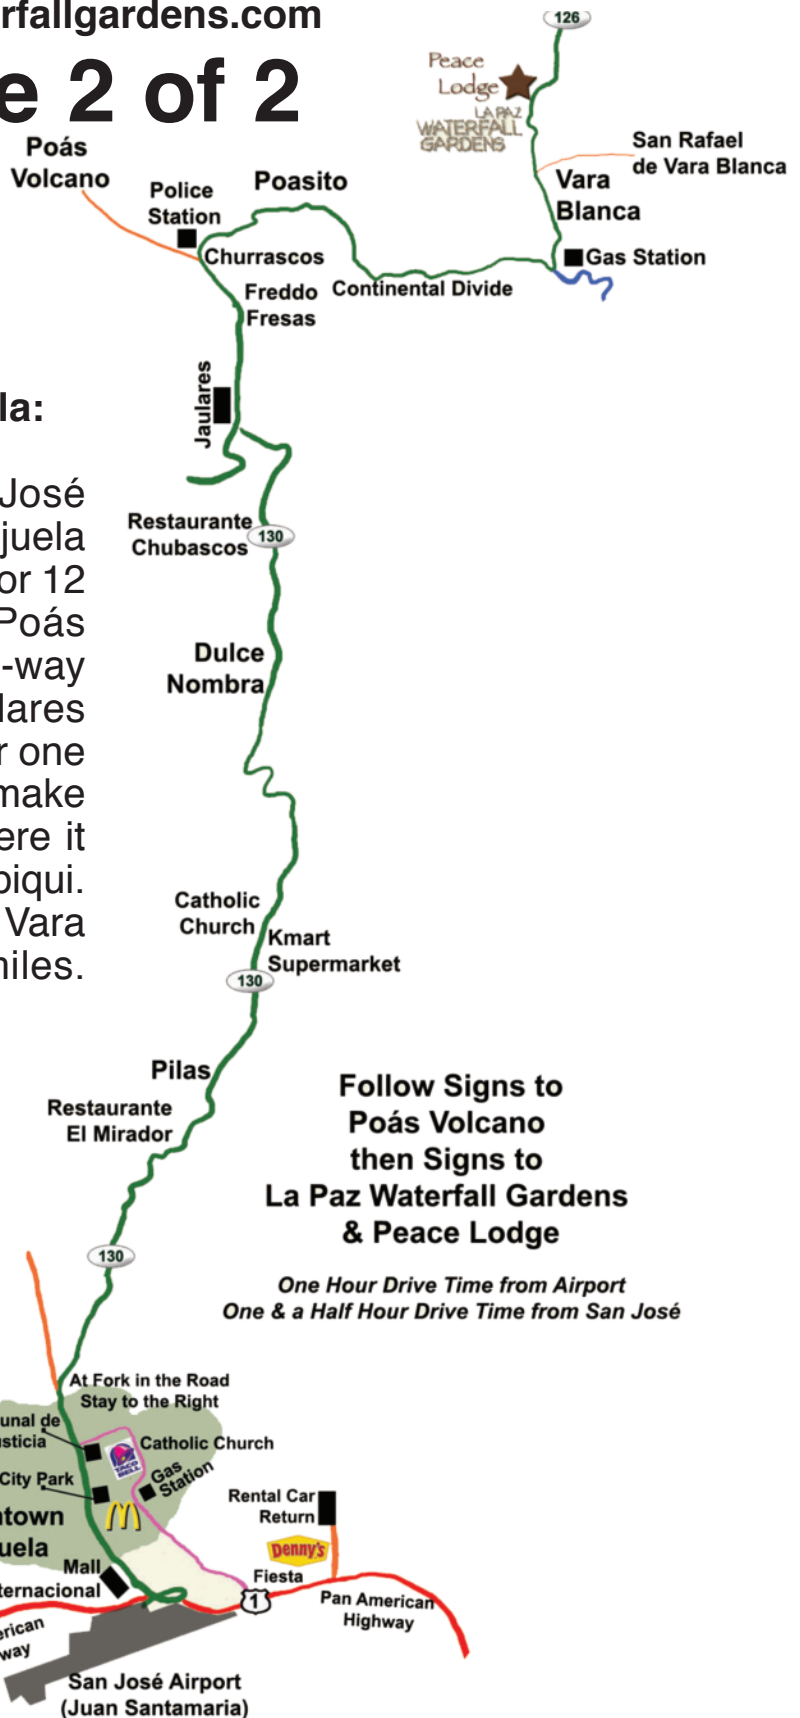 rfallgardens.com
e 2 of 2
126
Peace
Lodge
LA PAZ
WATERFALL
GARDENS
San Rafael
de Vara Blanca
Poás
Volcano
Police
Station
Poasito
Vara
Blanca
Churrascos
Gas Station
Freddo
Fresas
Continental Divide
Jaulares
la:
José
juela
or 12
Poás
-way
lares
r one
make
ere it
piqui.
Vara
niles.
Restaurante
Chubascos
130
Dulce
Nombra
Catholic
Church
Kmart
Supermarket
130
Pilas
Restaurante
El Mirador
Follow Signs to
Poás Volcano
then Signs to
La Paz Waterfall Gardens
& Peace Lodge
130
One Hour Drive Time from Airport
One & a Half Hour Drive Time from San José
At Fork in the Road
Stay to the Right
unal de
usticia
TACO
BELL
Catholic Church
City Park
Gas
Station
ntown
uela
Rental Car
Return
Denny's
Mall
ternacional
Fiesta
1
Pan American
Highway
erican
way
San José Airport
(Juan Santamaria)